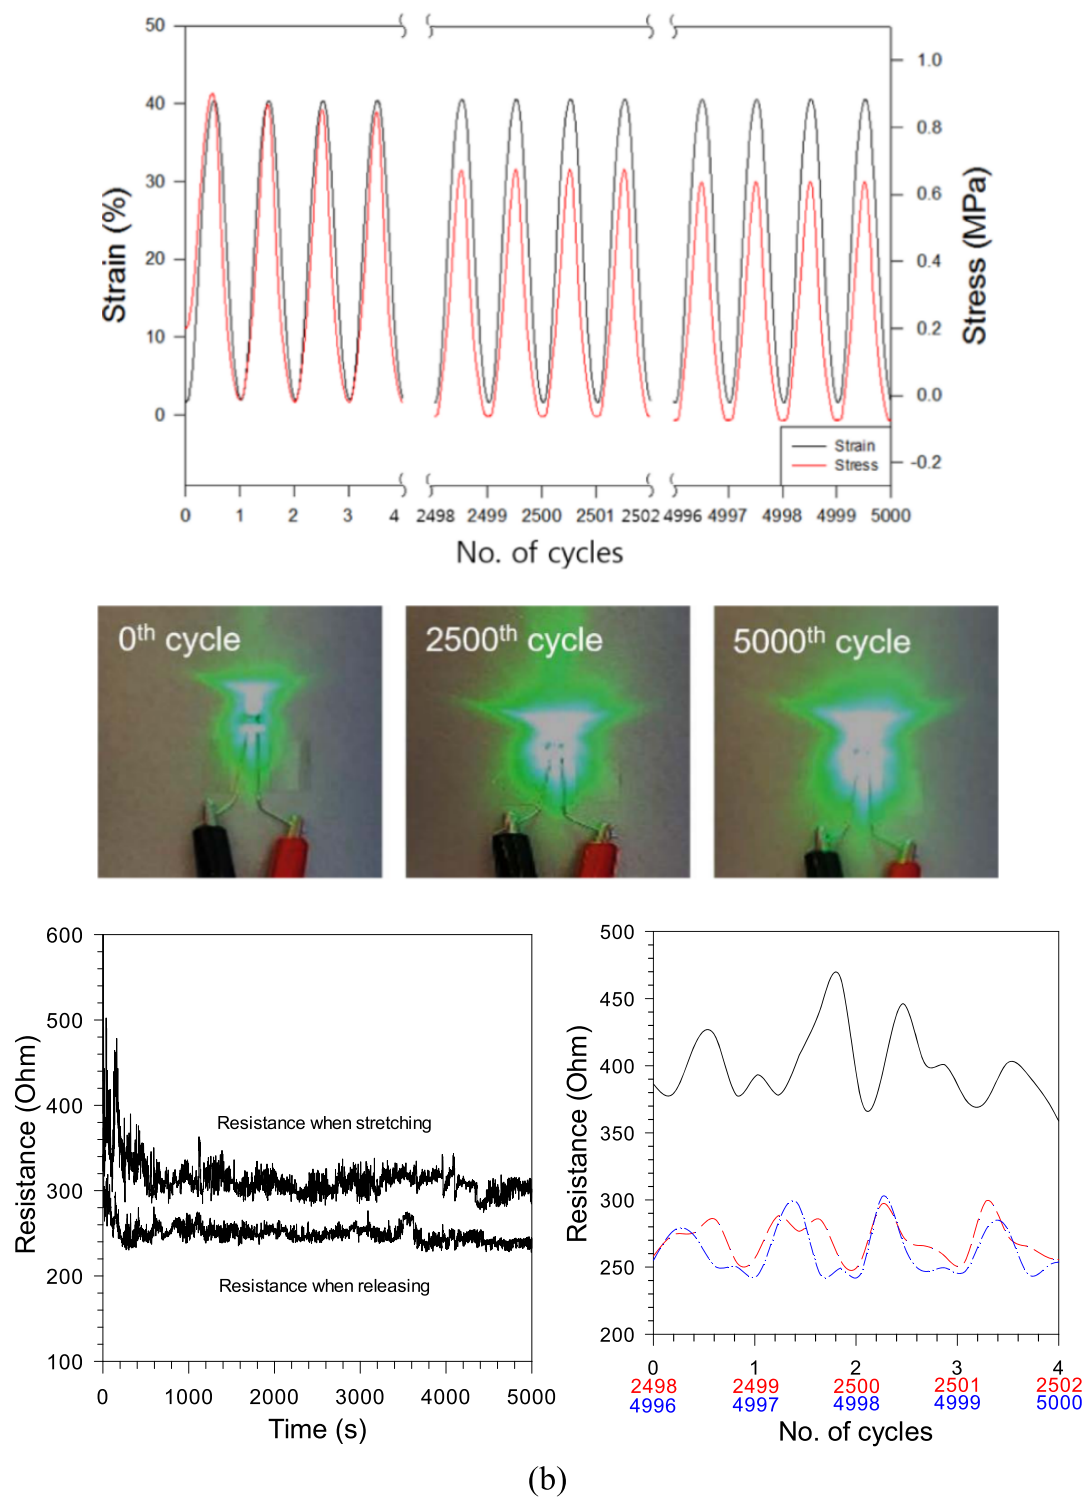 50
40
30
20
10
0
Strain (%)
1.0
0.8
0.6
0.4
0.2
0.0
-0.2
Stress (MPa)
Strain
Stress
0 1 2 3 4 2498 2499 2500 2501 2502 4996 4997 4998 4999 5000
No. of cycles
0th cycle
2500th cycle
5000th cycle
600
500
400
300
200
100
Resistance (Ohm)
Resistance when stretching
Resistance when releasing
0 1000 2000 3000 4000 5000
Time (s)
500
450
400
350
300
250
200
Resistance (Ohm)
0 1 2 3 4
2498 2499 2500 2501 2502
4996 4997 4998 4999 5000
No. of cycles
(b)